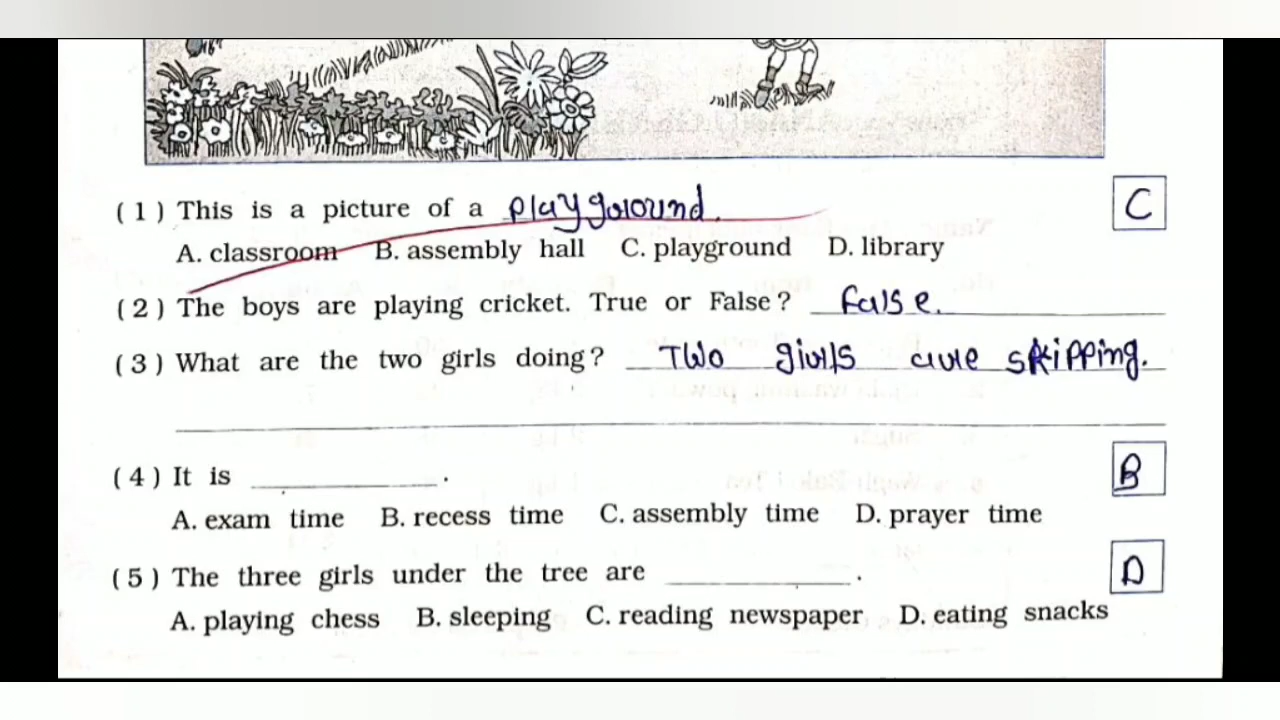 (1) This is a picture of a playground. C
A. classroom B. assembly hall C. playground D. library
(2) The boys are playing cricket. True or False? false.
(3) What are the two girls doing? Two girls are skipping.
(4) It is ________. B
A. exam time B. recess time C. assembly time D. prayer time
(5) The three girls under the tree are ________. D
A. playing chess B. sleeping C. reading newspaper D. eating snacks